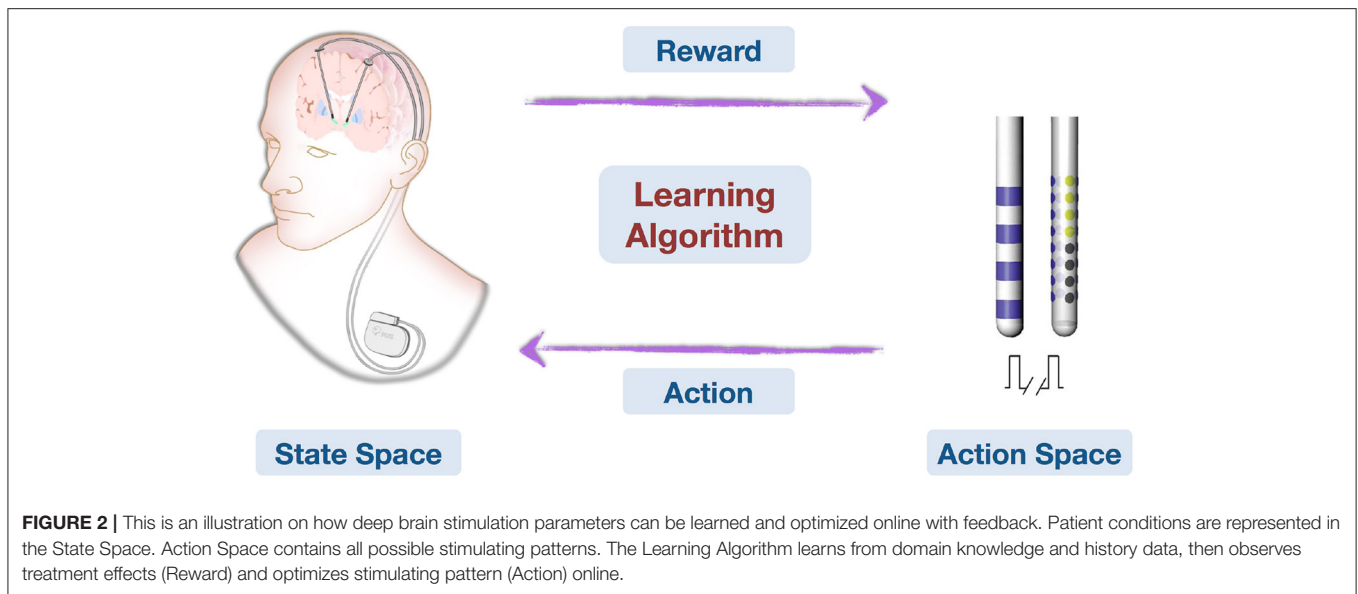 Reward
Learning
Algorithm
Action
State Space
Action Space
FIGURE 2 | This is an illustration on how deep brain stimulation parameters can be learned and optimized online with feedback. Patient conditions are represented in
the State Space. Action Space contains all possible stimulating patterns. The Learning Algorithm learns from domain knowledge and history data, then observes
treatment effects (Reward) and optimizes stimulating pattern (Action) online.